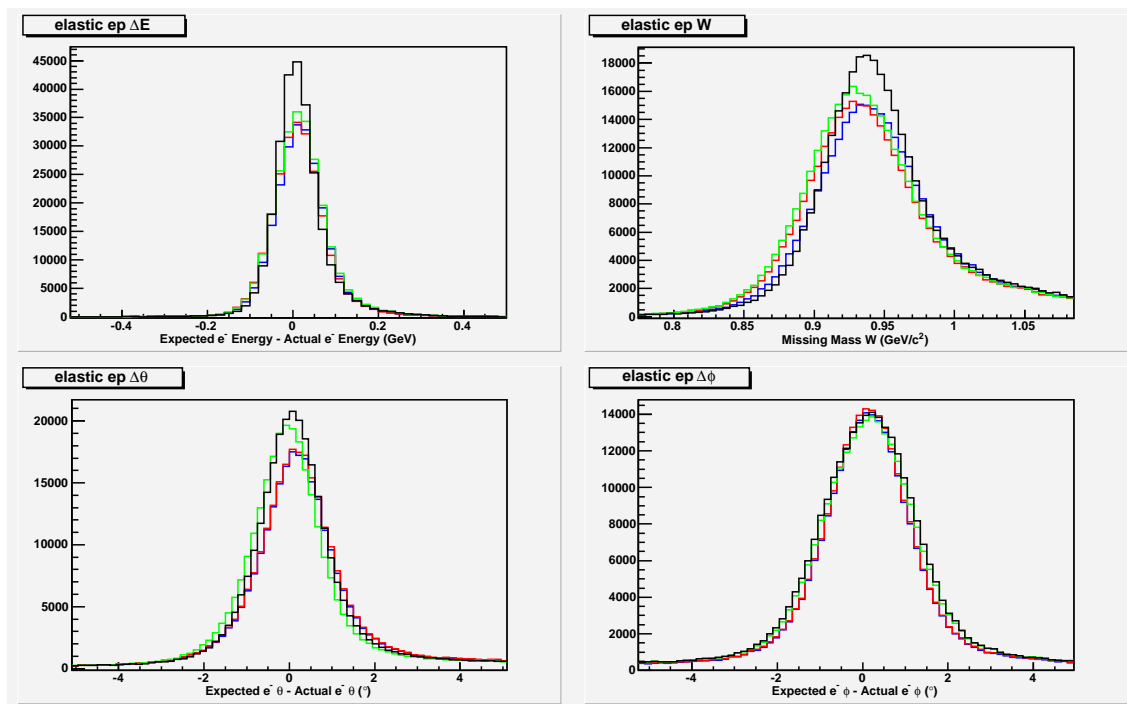 elastic ep ΔE
45000
40000
35000
30000
25000
20000
15000
10000
5000
0
-0.4 -0.2 0 0.2 0.4
Expected e⁻ Energy - Actual e⁻ Energy (GeV)
elastic ep W
18000
16000
14000
12000
10000
8000
6000
4000
2000
0
0.8 0.85 0.9 0.95 1 1.05
Missing Mass W (GeV/c²)
elastic ep Δθ
20000
15000
10000
5000
0
-4 -2 0 2 4
Expected e⁻ θ - Actual e⁻ θ (°)
elastic ep Δϕ
14000
12000
10000
8000
6000
4000
2000
0
-4 -2 0 2 4
Expected e⁻ ϕ - Actual e⁻ ϕ (°)